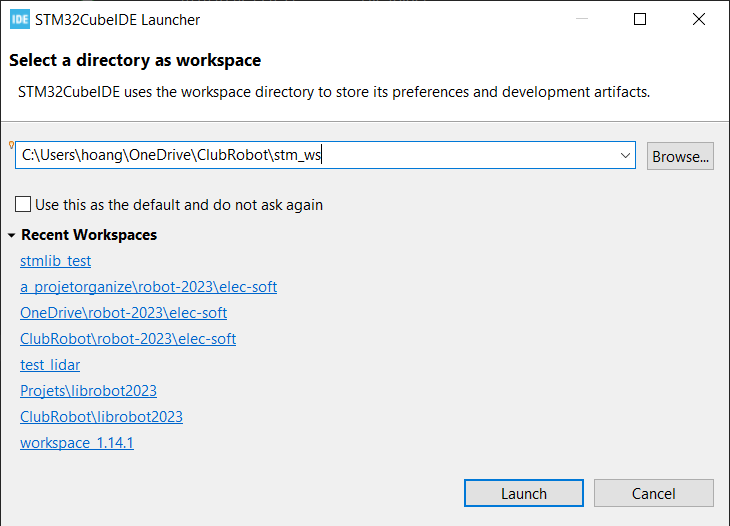 IDE STM32CubeIDE Launcher
Select a directory as workspace
STM32CubeIDE uses the workspace directory to store its preferences and development artifacts.
C:\Users\hoang\OneDrive\ClubRobot\stm_ws
Browse...
Use this as the default and do not ask again
Recent Workspaces
stmlib_test
a_projetorganize\robot-2023\elec-soft
OneDrive\robot-2023\elec-soft
ClubRobot\robot-2023\elec-soft
test_lidar
Projets\librobot2023
ClubRobot\librobot2023
workspace_1.14.1
Launch
Cancel